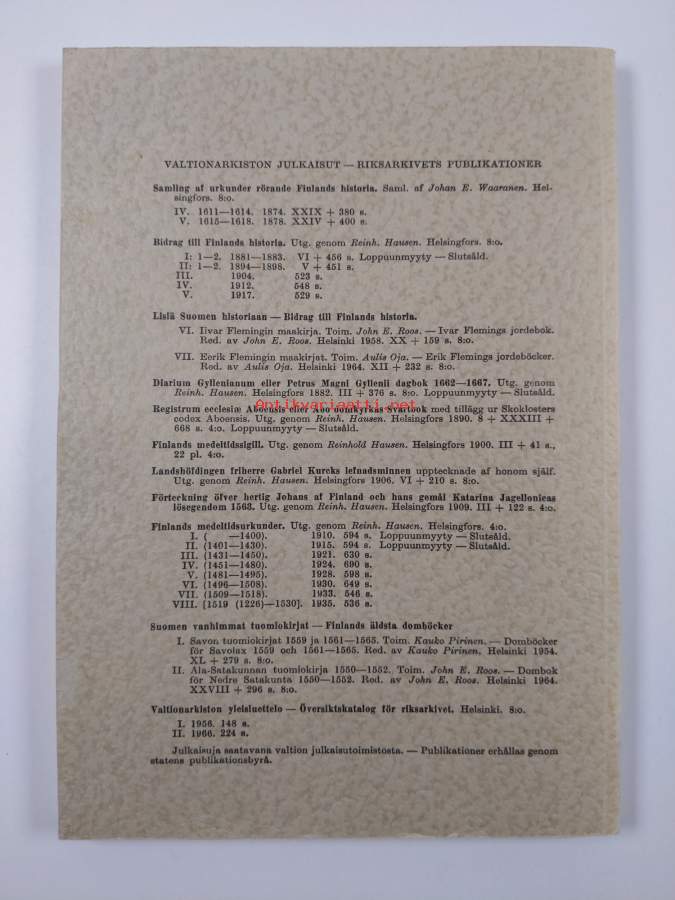 VALTIONARKISTON JULKAISUT — RIKSARKIVETS PUBLIKATIONER
Samling af urkunder rörande Finlands historia. Saml. af Johan E. Waaranen. Hel-
singfors. 8:o.
IV. 1611—1614. 1874. XXIX + 380 s.
V. 1615—1618. 1878. XXIV + 400 s.
Bidrag till Finlands historia. Utg. genom Reinh. Hausen. Helsingfors. 8:o.
I: 1—2. 1881—1883. VI + 456 s. Loppuunmyyty — Slutsåld.
II: 1—2. 1894—1898. V + 451 s.
III. 1904. 523 s.
IV. 1912. 548 s.
V. 1917. 529 s.
Lisiä Suomen historiaan — Bidrag till Finlands historia.
VI. Iivar Flemingin maakirja. Toim. John E. Roos. — Ivar Flemings jordebok.
Red. av John E. Roos. Helsinki 1958. XX + 159 s. 8:o.
VII. Eerik Flemingin maakirjat. Toim. Aulis Oja. — Erik Flemings jordeböcker.
Red. av Aulis Oja. Helsinki 1964. XII + 232 s. 8:o.
Diarium Gyllenianum eller Petrus Magni Gyllenii dagbok 1662—1667. Utg. genom
Reinh. Hausen. Helsingfors 1882. III + 376 s. 8:o. Loppuunmyyty — Slutsåld.
Antikvariaatti.net
Registrum ecclesiæ Aboensis eller Åbo domkyrkas Svartbok med tillägg ur Skoklosters
codex Aboensis. Utg. genom Reinh. Hausen. Helsingfors 1890. 8 + XXXIII +
668 s. 4:o. Loppuunmyyty — Slutsåld.
Finlands medeltidssigill. Utg. genom Reinhold Hausen. Helsingfors 1900. III + 41 s.,
22 pl. 4:o.
Landshöfdingen friherre Gabriel Kurcks lefnadsminnen upptecknade af honom själf.
Utg. genom Reinh. Hausen. Helsingfors 1906. VI + 210 s. 8:o.
Förteckning öfver hertig Johans af Finland och hans gemål Katarina Jagellonicas
lösegendom 1563. Utg. genom Reinh. Hausen. Helsingfors 1909. III + 122 s. 4:o.
Finlands medeltidsurkunder. Utg. genom Reinh. Hausen. Helsingfors. 4:o.
I. ( —1400). 1910. 594 s. Loppuunmyyty — Slutsåld.
II. (1401—1430). 1915. 594 s. Loppuunmyyty — Slutsåld.
III. (1431—1450). 1921. 630 s.
IV. (1451—1480). 1924. 690 s.
V. (1481—1495). 1928. 598 s.
VI. (1496—1508). 1930. 649 s.
VII. (1509—1518). 1933. 546 s.
VIII. [1519 (1226)—1530]. 1935. 536 s.
Suomen vanhimmat tuomiokirjat — Finlands äldsta domböcker
I. Savon tuomiokirjat 1559 ja 1561—1565. Toim. Kauko Pirinen. — Domböcker
för Savolax 1559 och 1561—1565. Red. av Kauko Pirinen. Helsinki 1954.
XL + 279 s. 8:o.
II. Ala-Satakunnan tuomiokirja 1550—1552. Toim. John E. Roos. — Dombok
för Nedre Satakunta 1550—1552. Red. av John E. Roos. Helsinki 1964.
XXVIII + 296 s. 8:o.
Valtionarkiston yleisluettelo — Översiktskatalog för riksarkivet. Helsinki. 8:o.
I. 1956. 148 s.
II. 1966. 224 s.
Julkaisuja saatavana valtion julkaisutoimistosta. — Publikationer erhållas genom
statens publikationsbyrå.